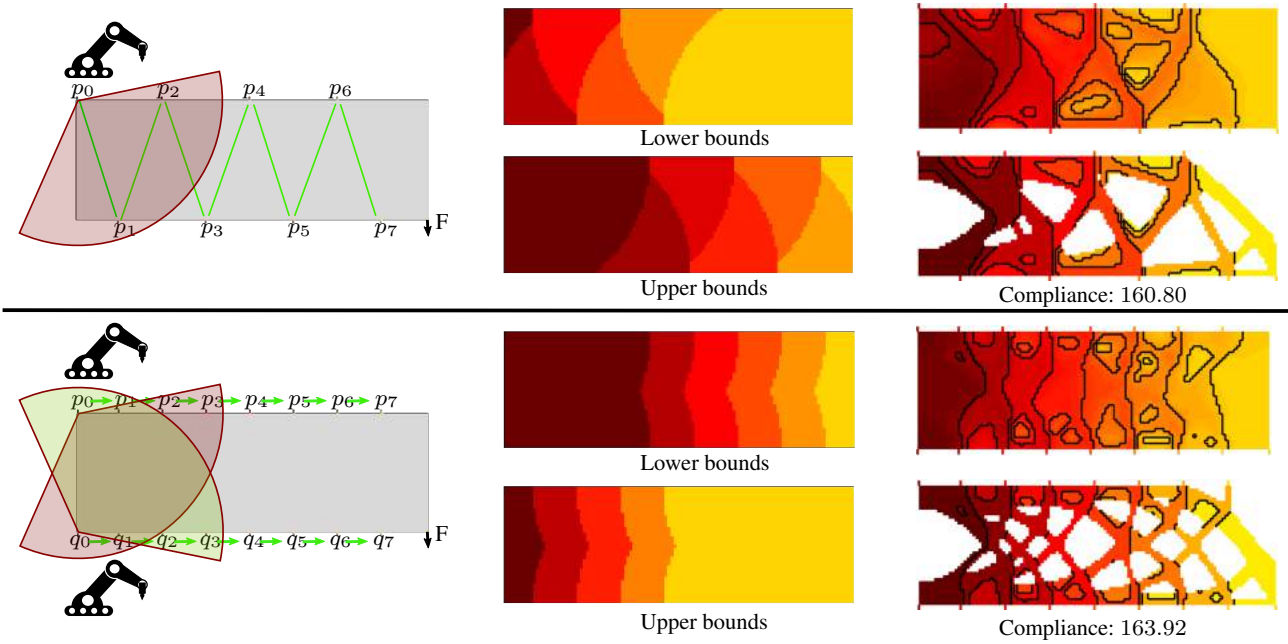 p0 p2 p4 p6
p1 p3 p5 p7
F
Lower bounds
Upper bounds
Compliance: 160.80
p0 p1 p2 p3 p4 p5 p6 p7
q0 q1 q2 q3 q4 q5 q6 q7
F
Lower bounds
Upper bounds
Compliance: 163.92